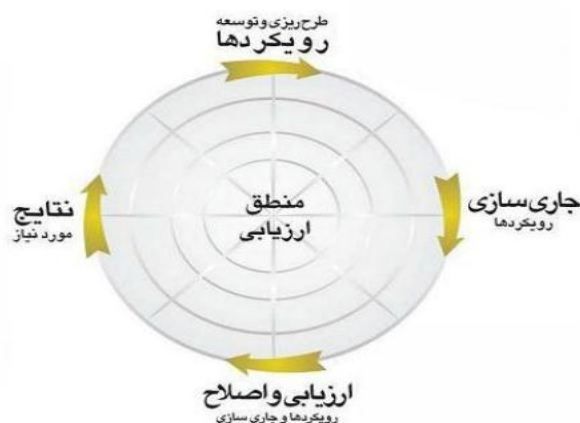 طرح‌ریزی و توسعه
رویکردها
جاری‌سازی
رویکردها
ارزیابی و اصلاح
رویکردها و جاری سازی
نتایج
مورد نیاز
منطق
ارزیابی